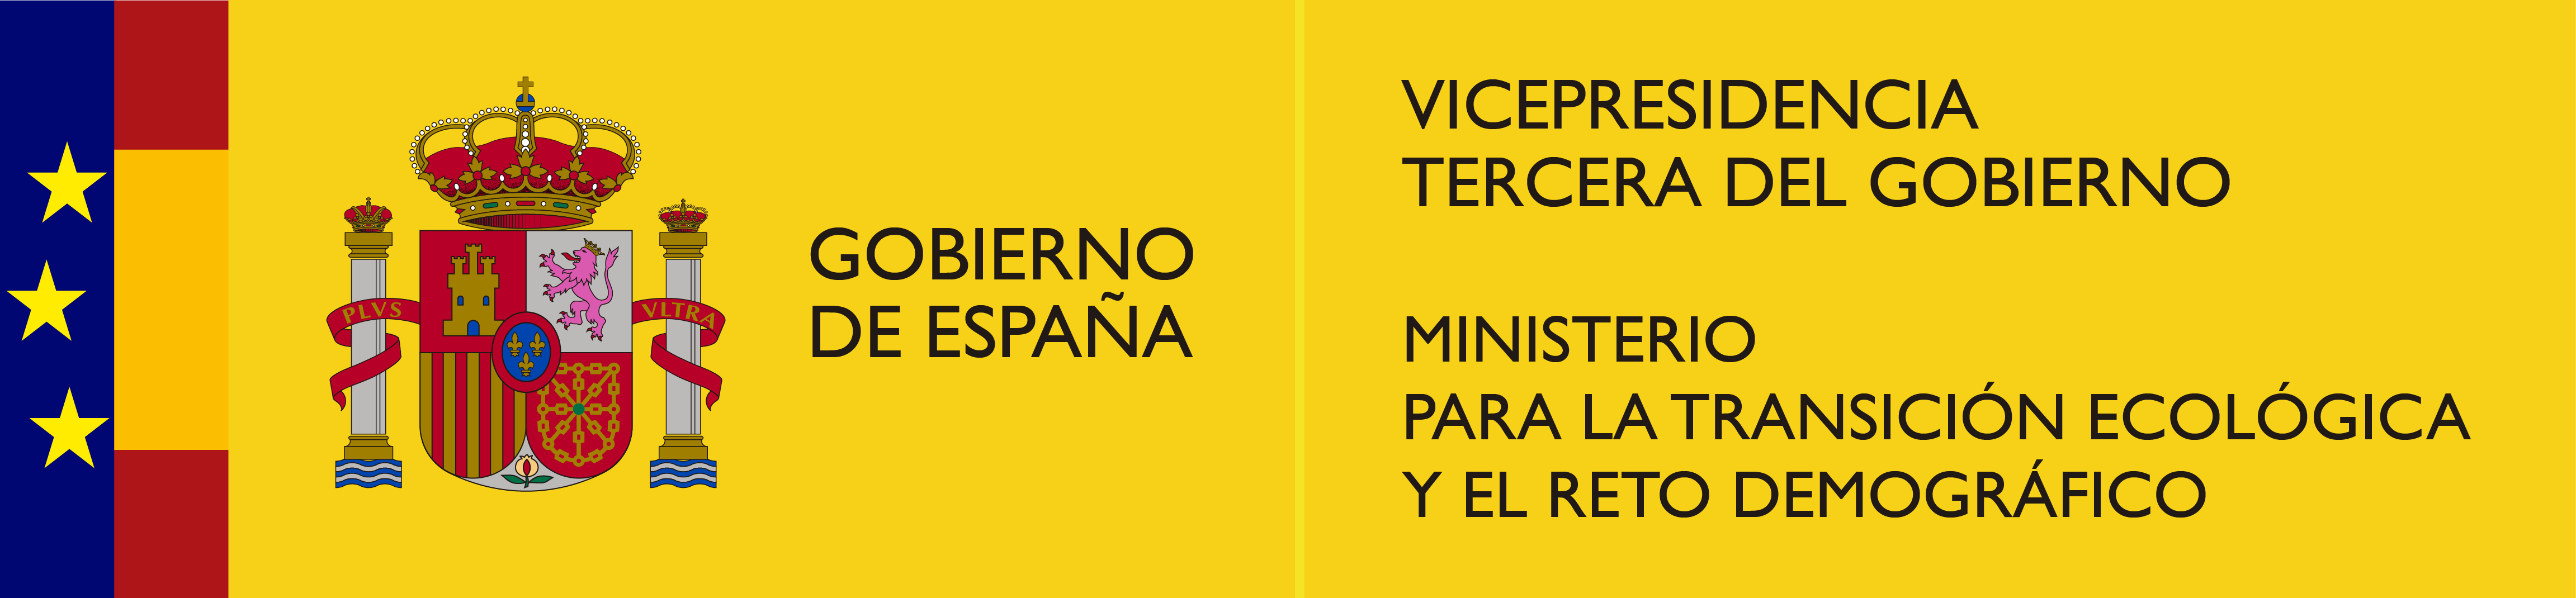 PLVS
VLTRA
GOBIERNO
DE ESPAÑA
VICEPRESIDENCIA
TERCERA DEL GOBIERNO
MINISTERIO
PARA LA TRANSICIÓN ECOLÓGICA
Y EL RETO DEMOGRÁFICO